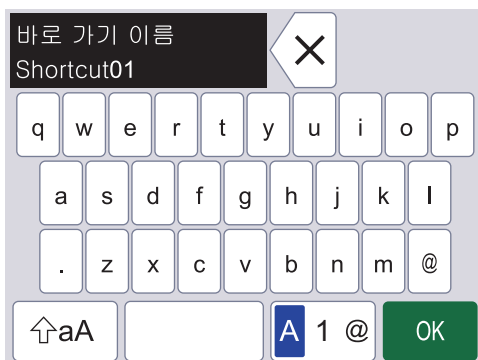 바로 가기 이름
Shortcut01
q w e r t y u i o p
a s d f g h j k l
. z x c v b n m @
aA A 1 @ OK